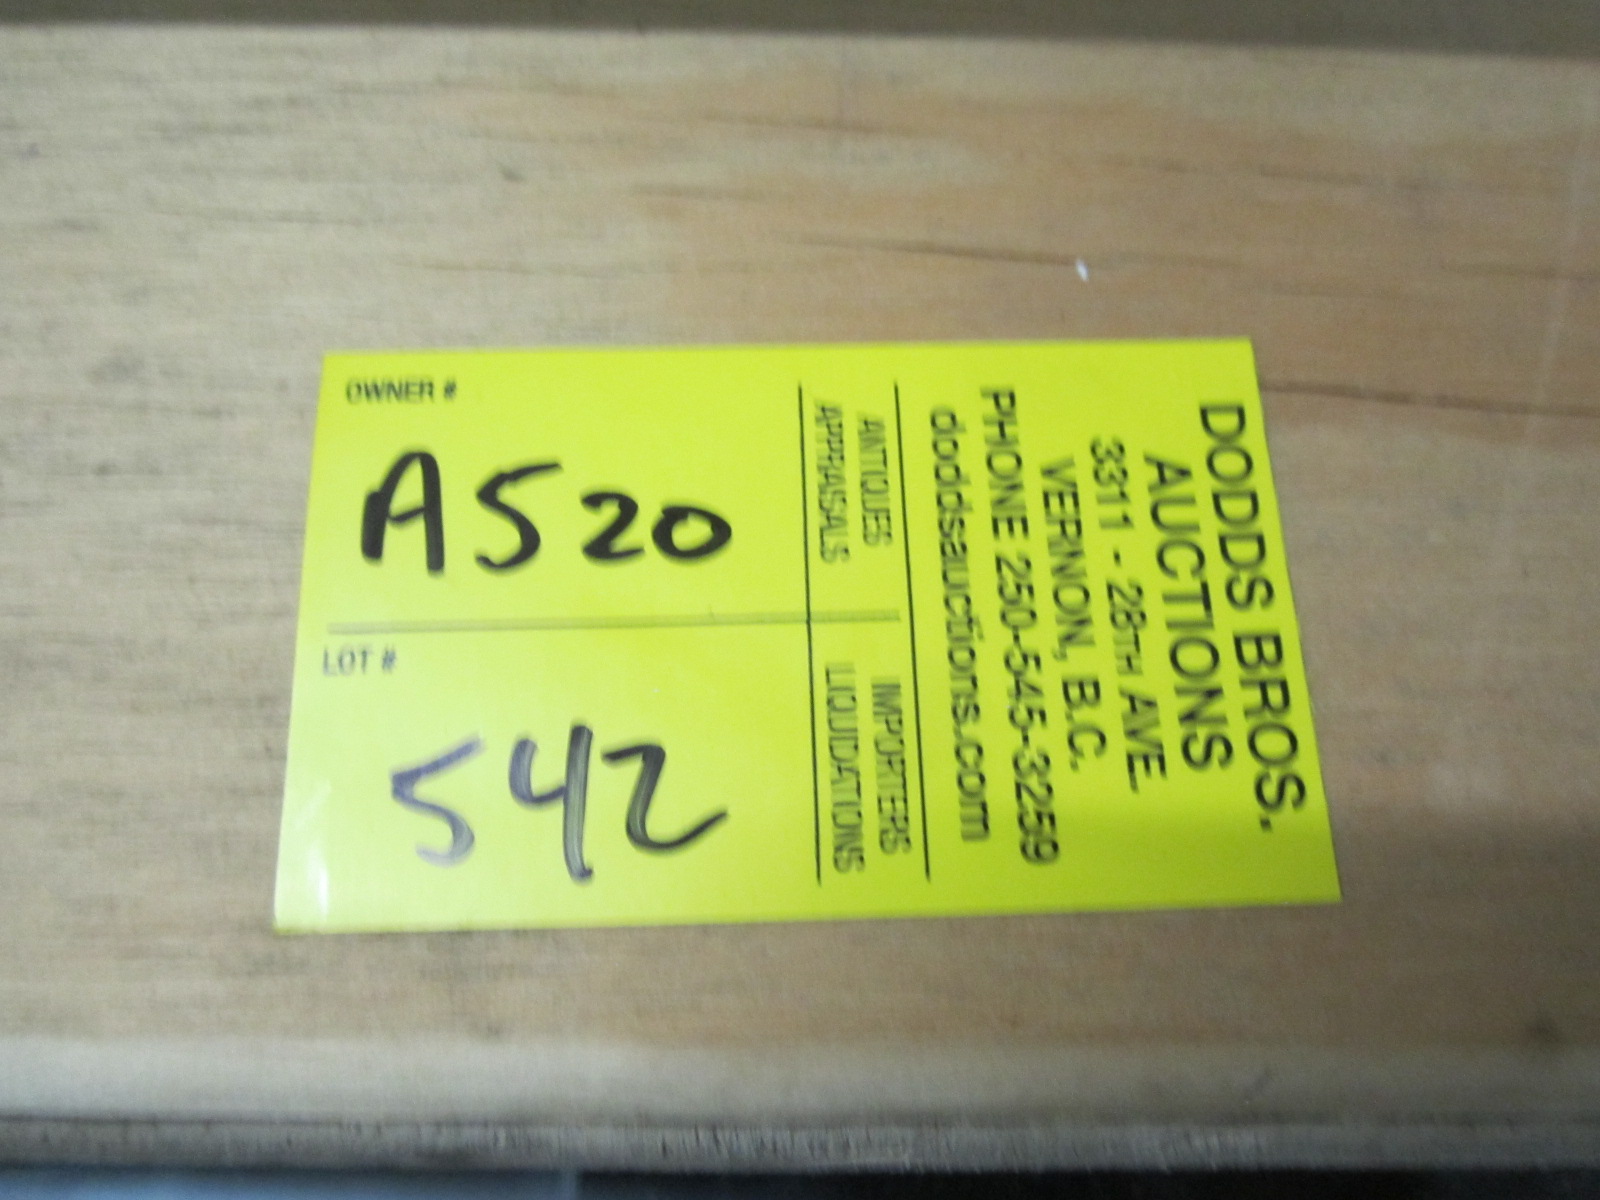 OWNER #
A520
LOT #
542
DODDS BROS.
AUCTIONS
3311 - 28TH AVE.
VERNON, B.C.
PHONE 250-545-3259
doddsauctions.com
ANTIQUES IMPORTERS
APPRAISALS LIQUIDATIONS